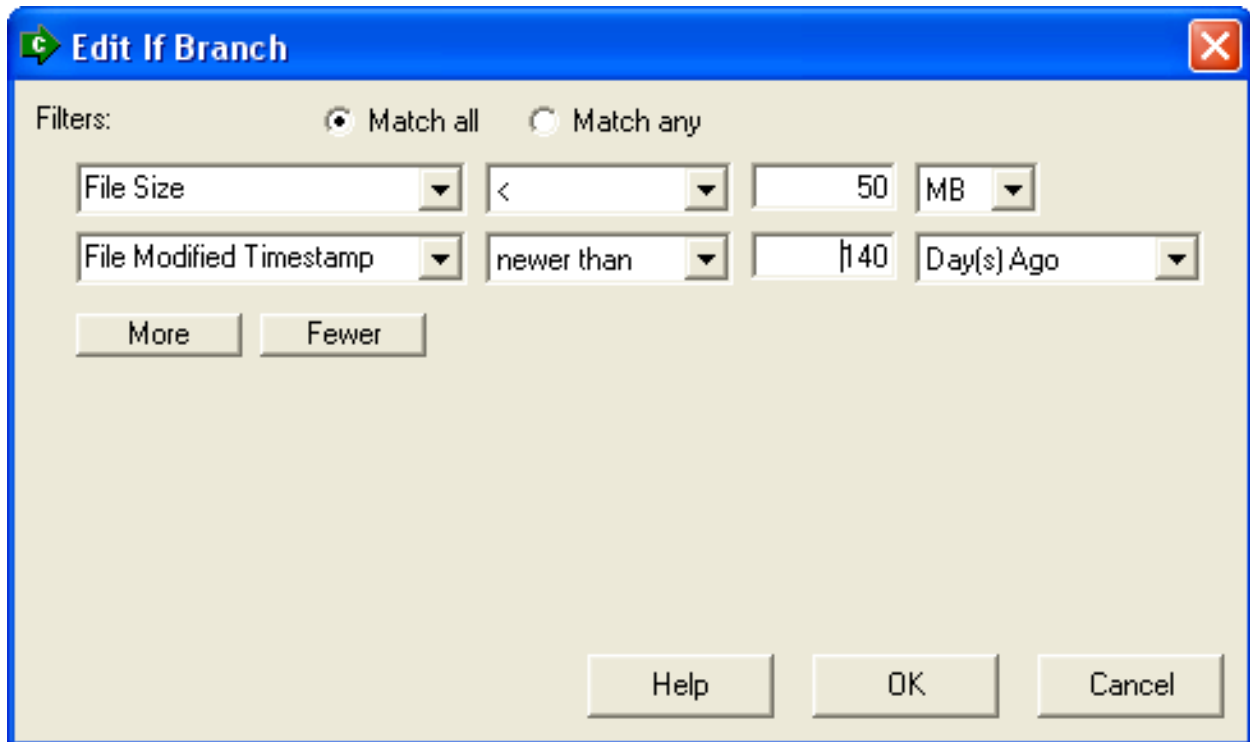 C Edit If Branch
Filters: Match all Match any
File Size < 50 MB
File Modified Timestamp newer than 140 Day(s) Ago
More Fewer
Help OK Cancel